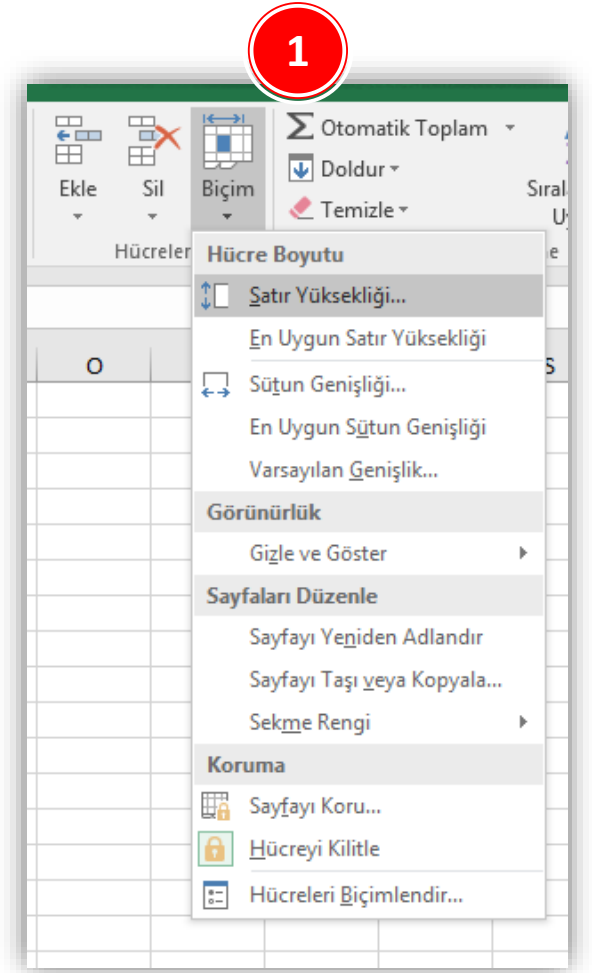 1
Otomatik Toplam
Doldur
Temizle
Ekle Sil Biçim
Hücreler
Hücre Boyutu
Satır Yüksekliği...
En Uygun Satır Yüksekliği
Sütun Genişliği...
En Uygun Sütun Genişliği
Varsayılan Genişlik...
Görünürlük
Gizle ve Göster
Sayfaları Düzenle
Sayfayı Yeniden Adlandır
Sayfayı Taşı veya Kopyala...
Sekme Rengi
Koruma
Sayfayı Koru...
Hücreyi Kilitle
Hücreleri Biçimlendir...
O
S